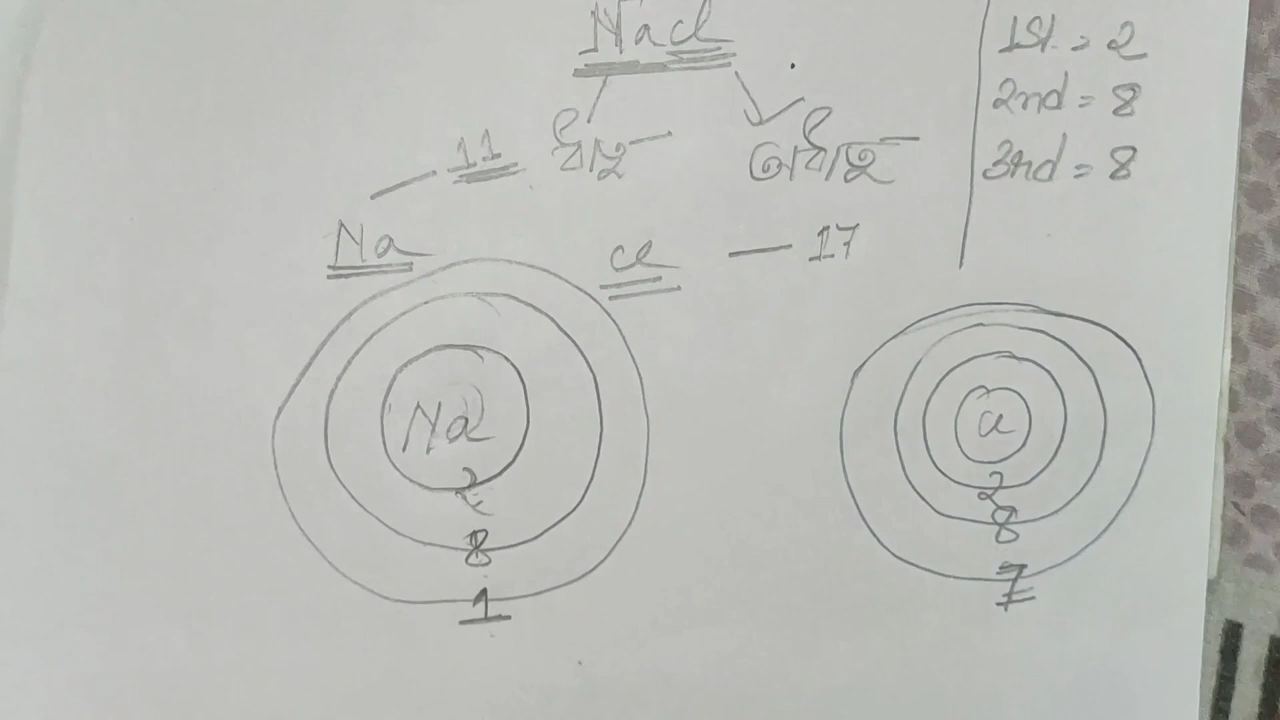 Nacl
11 ধাতু অধাতু
Na
cl — 17
1st = 2
2nd = 8
3rd = 8
Na
2
8
1
cl
2
8
7